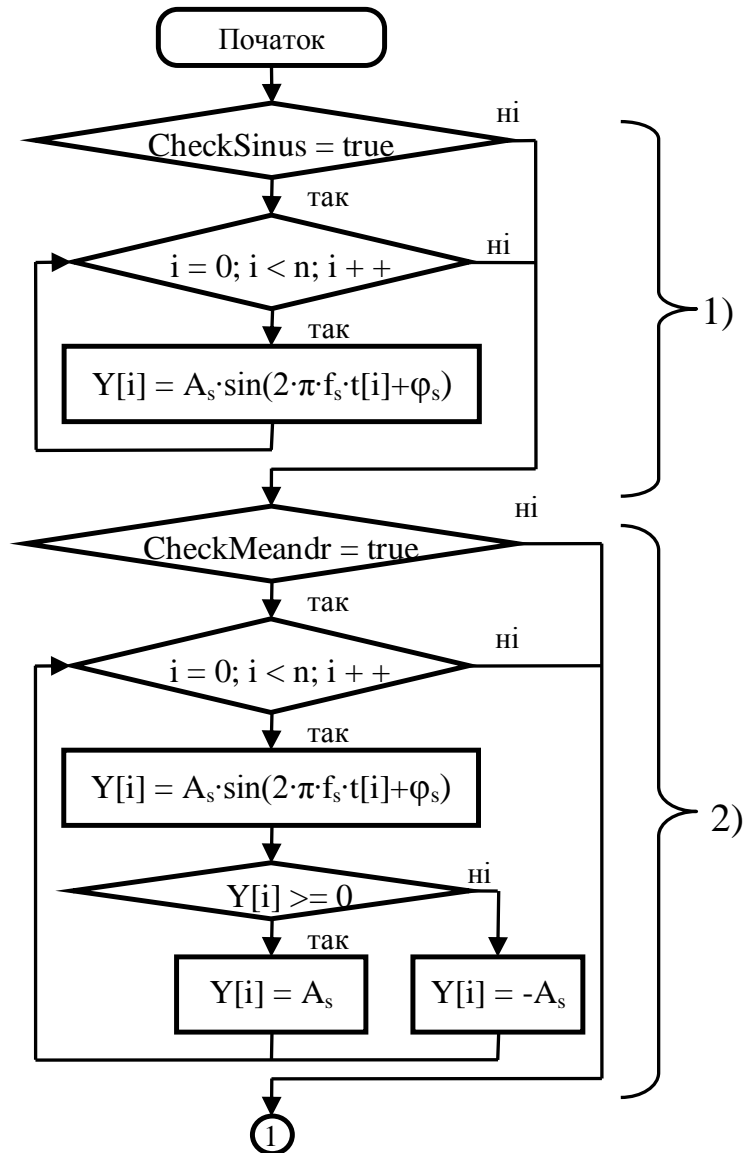 Початок
ні
CheckSinus = true
так
ні
i = 0; i < n; i + +
так
1)
Y[i] = Aₛ·sin(2·π·fₛ·t[i]+φₛ)
ні
CheckMeandr = true
так
ні
i = 0; i < n; i + +
так
Y[i] = Aₛ·sin(2·π·fₛ·t[i]+φₛ)
2)
ні
Y[i] >= 0
так
Y[i] = Aₛ
Y[i] = -Aₛ
1